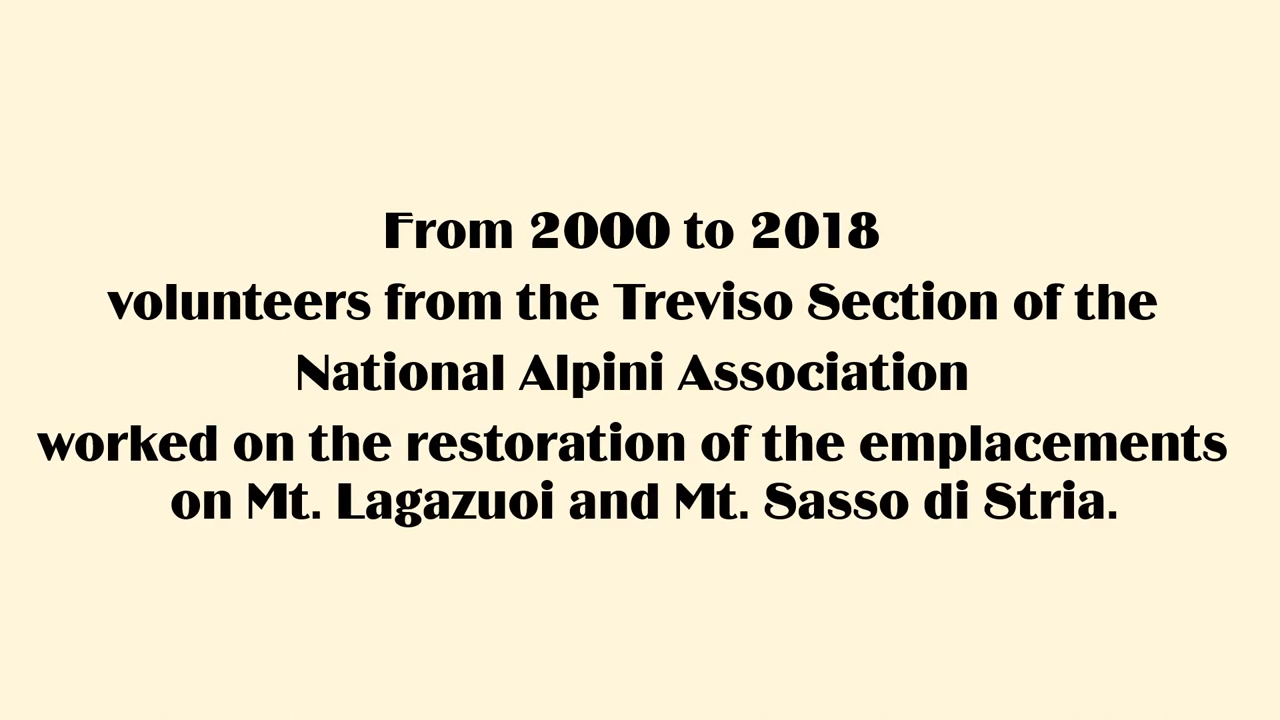 From 2000 to 2018
volunteers from the Treviso Section of the
National Alpini Association
worked on the restoration of the emplacements
on Mt. Lagazuoi and Mt. Sasso di Stria.